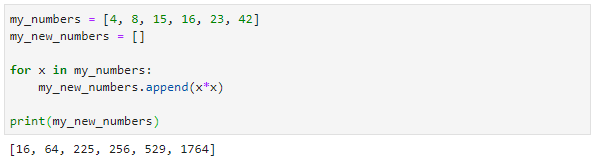 my_numbers = [4, 8, 15, 16, 23, 42]
my_new_numbers = []
for x in my_numbers:
    my_new_numbers.append(x*x)
print(my_new_numbers)
[16, 64, 225, 256, 529, 1764]